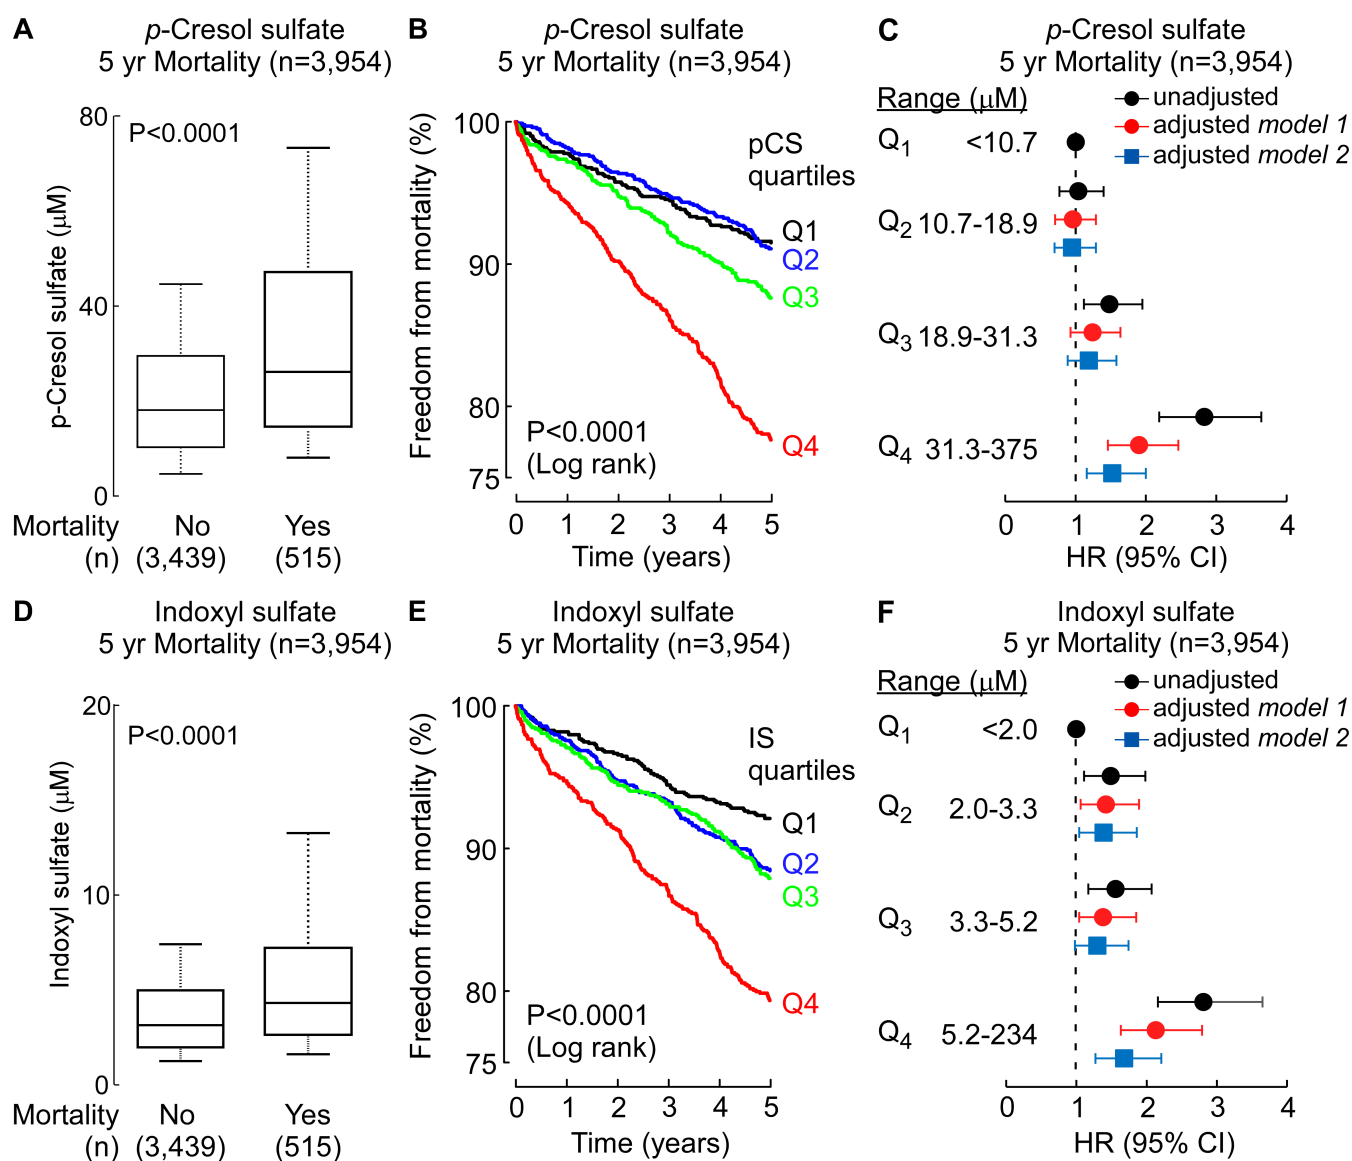 A
p-Cresol sulfate
5 yr Mortality (n=3,954)
80
P<0.0001
40
0
p-Cresol sulfate (μM)
Mortality No Yes
(n) (3,439) (515)
B
p-Cresol sulfate
5 yr Mortality (n=3,954)
100
90
80
75
Freedom from mortality (%)
pCS
quartiles
Q1
Q2
Q3
Q4
P<0.0001
(Log rank)
0 1 2 3 4 5
Time (years)
C
p-Cresol sulfate
5 yr Mortality (n=3,954)
Range (μM)
unadjusted
adjusted model 1
adjusted model 2
Q1 <10.7
Q2 10.7-18.9
Q3 18.9-31.3
Q4 31.3-375
0 1 2 3 4
HR (95% CI)
D
Indoxyl sulfate
5 yr Mortality (n=3,954)
20
P<0.0001
10
0
Indoxyl sulfate (μM)
Mortality No Yes
(n) (3,439) (515)
E
Indoxyl sulfate
5 yr Mortality (n=3,954)
100
90
80
75
Freedom from mortality (%)
IS
quartiles
Q1
Q2
Q3
Q4
P<0.0001
(Log rank)
0 1 2 3 4 5
Time (years)
F
Indoxyl sulfate
5 yr Mortality (n=3,954)
Range (μM)
unadjusted
adjusted model 1
adjusted model 2
Q1 <2.0
Q2 2.0-3.3
Q3 3.3-5.2
Q4 5.2-234
0 1 2 3 4
HR (95% CI)